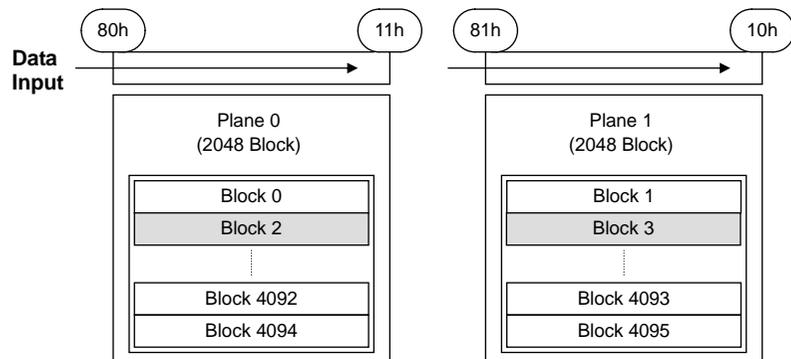 80h 11h 81h 10h
Data
Input
Plane 0
(2048 Block)
Block 0
Block 2
Block 4092
Block 4094
Plane 1
(2048 Block)
Block 1
Block 3
Block 4093
Block 4095